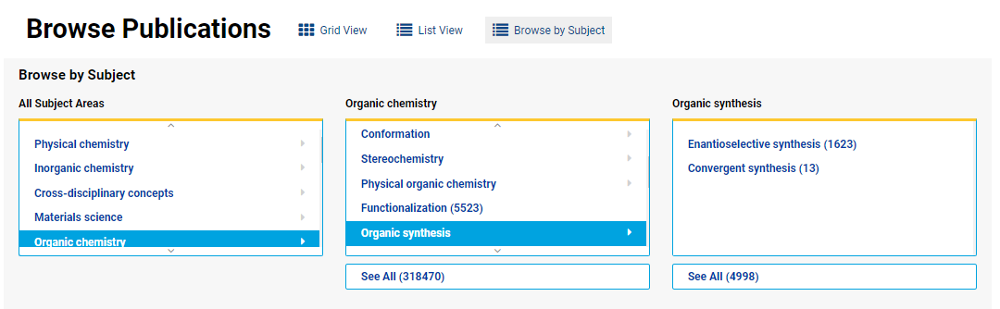 Browse Publications
Grid View
List View
Browse by Subject
Browse by Subject
All Subject Areas
Physical chemistry
Inorganic chemistry
Cross-disciplinary concepts
Materials science
Organic chemistry
Organic chemistry
Conformation
Stereochemistry
Physical organic chemistry
Functionalization (5523)
Organic synthesis
See All (318470)
Organic synthesis
Enantioselective synthesis (1623)
Convergent synthesis (13)
See All (4998)